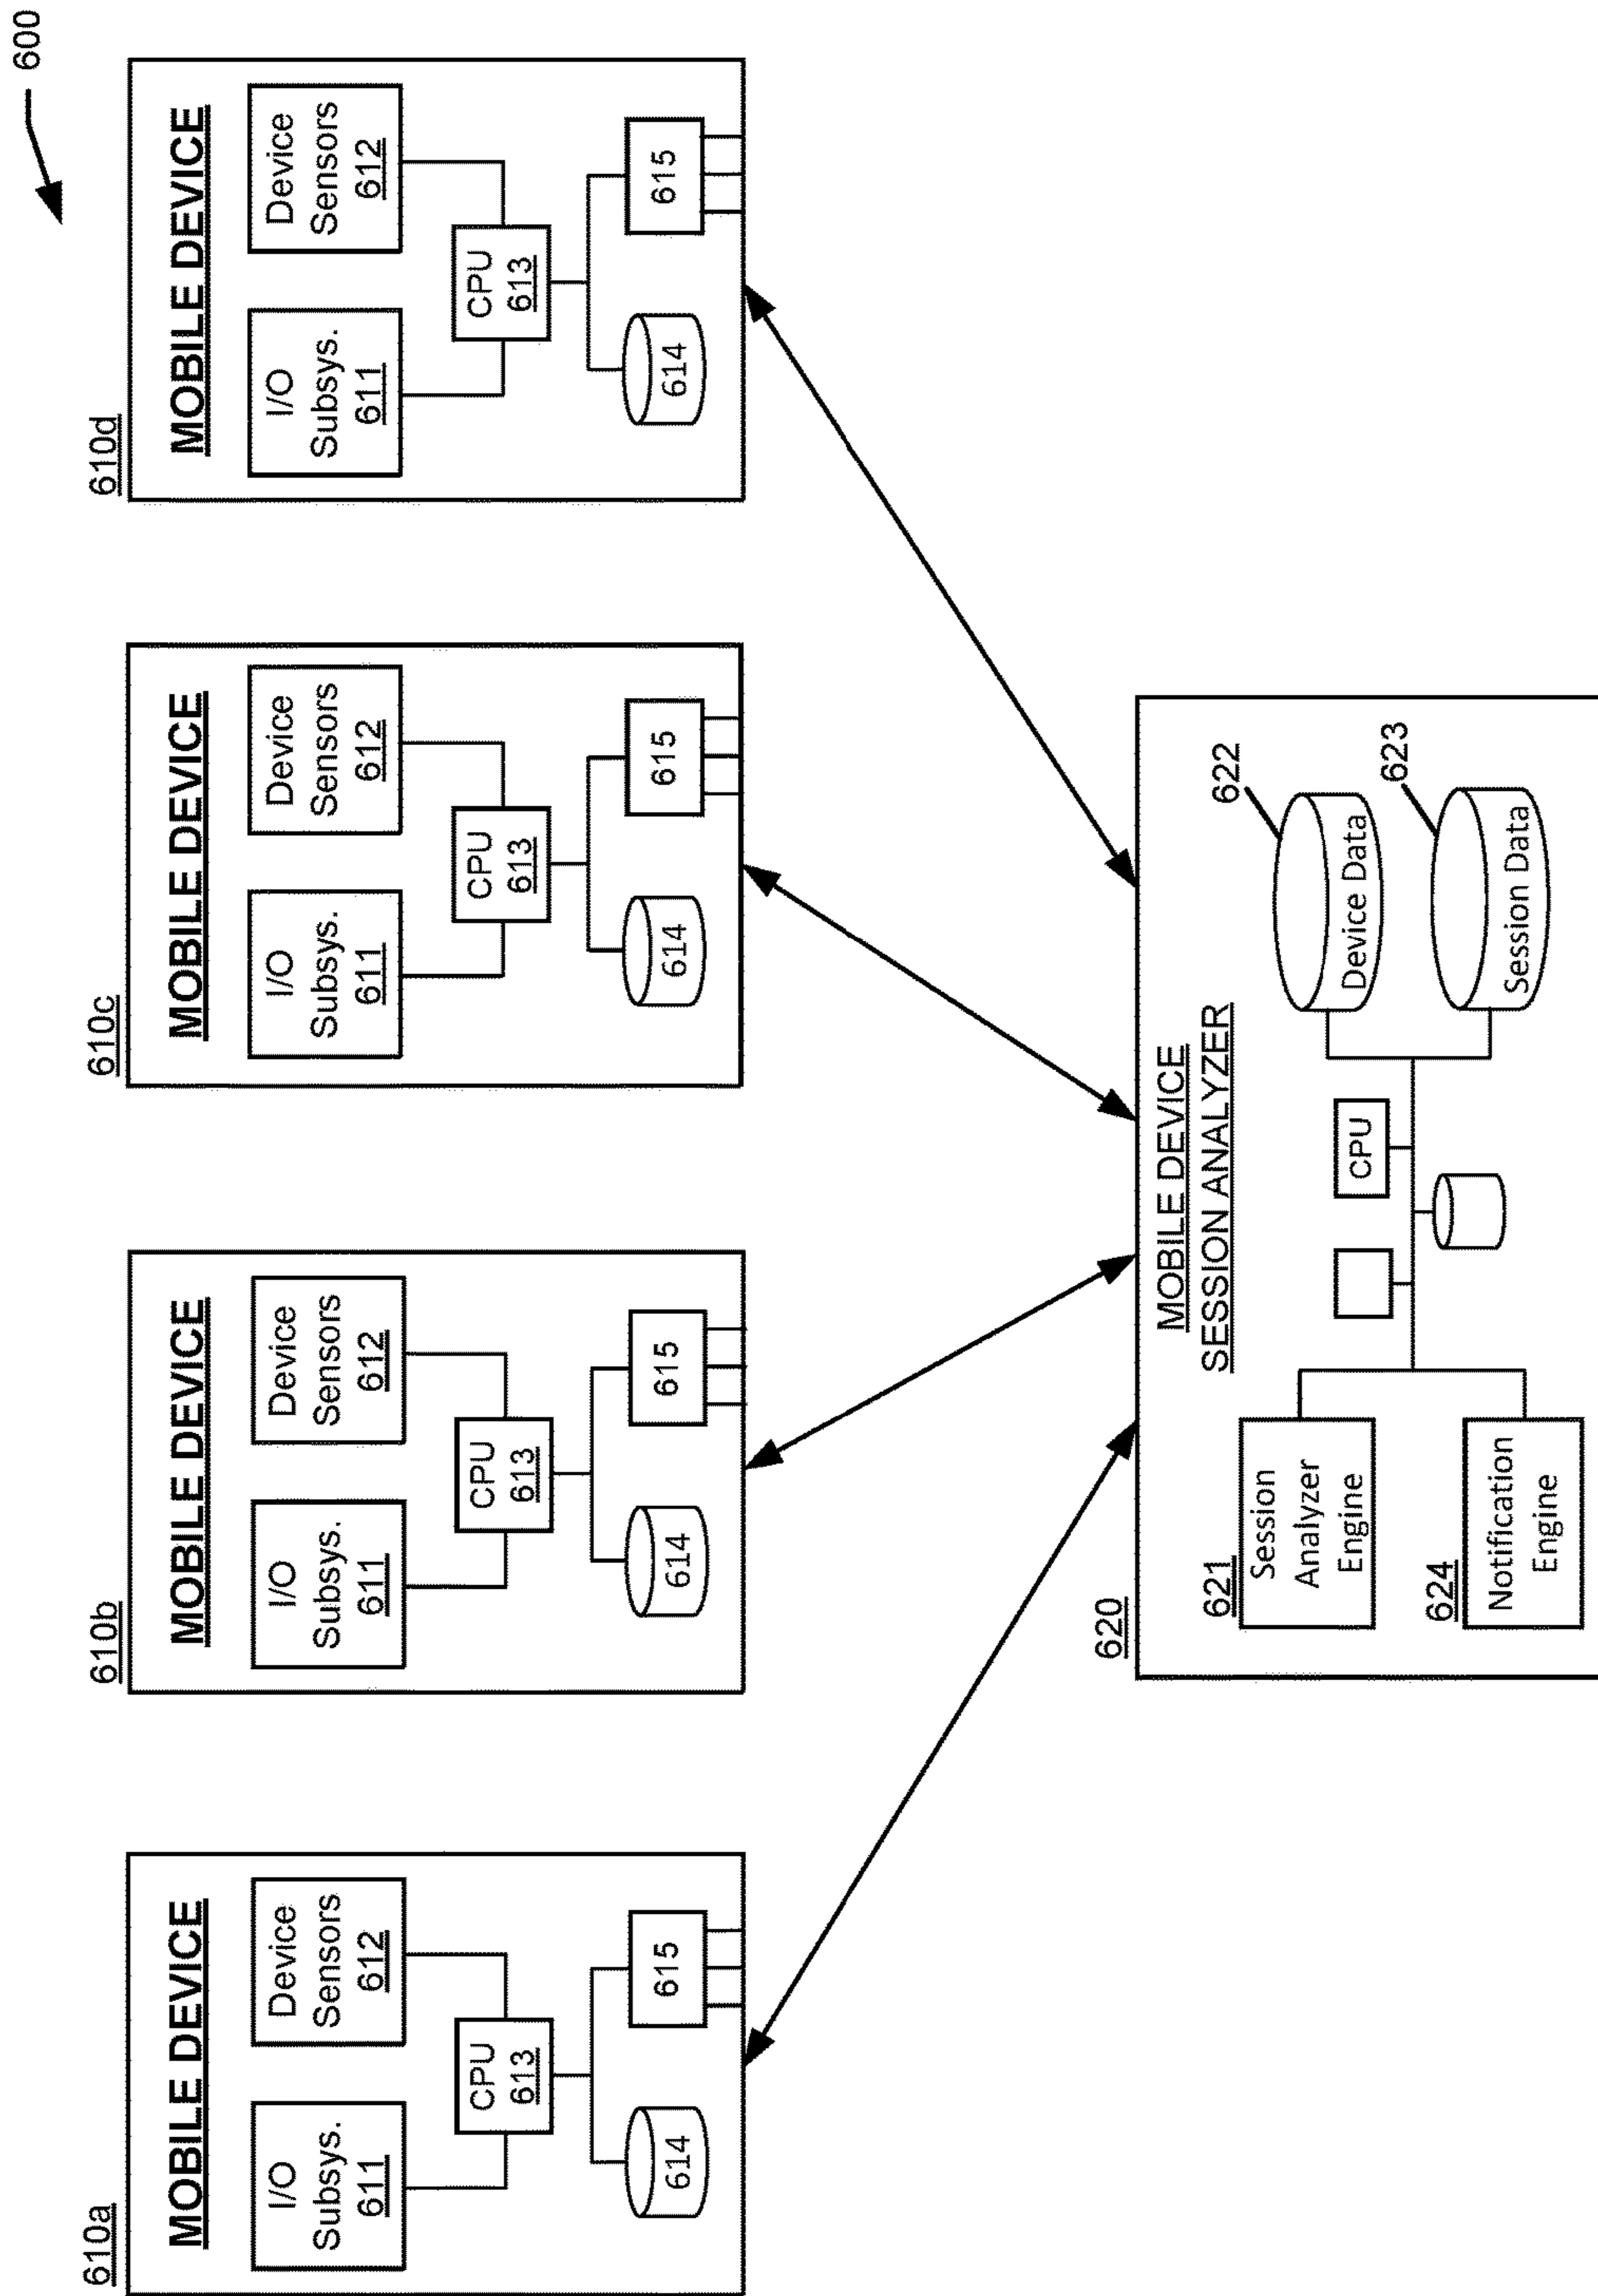 600
610a
MOBILE DEVICE
I/O
Subsys.
611
Device
Sensors
612
CPU
613
614
615
610b
MOBILE DEVICE
I/O
Subsys.
611
Device
Sensors
612
CPU
613
614
615
610c
MOBILE DEVICE
I/O
Subsys.
611
Device
Sensors
612
CPU
613
614
615
610d
MOBILE DEVICE
I/O
Subsys.
611
Device
Sensors
612
CPU
613
614
615
620
MOBILE DEVICE
SESSION ANALYZER
621
Session
Analyzer
Engine
CPU
622
Device Data
624
Notification
Engine
623
Session Data